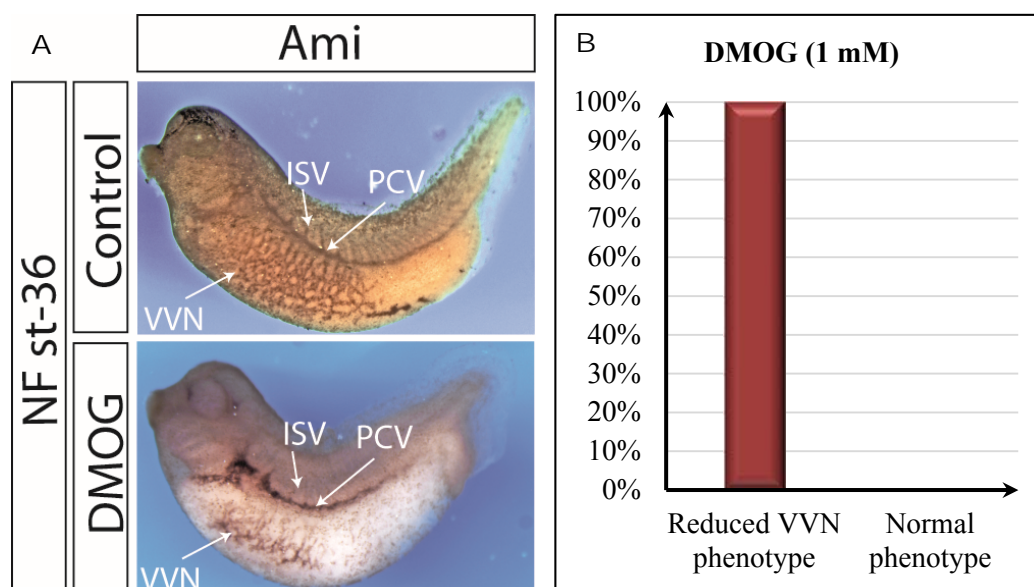 A
Ami
NF st-36
Control
ISV
PCV
VVN
DMOG
ISV
PCV
VVN
B
DMOG (1 mM)
100%
90%
80%
70%
60%
50%
40%
30%
20%
10%
0%
Reduced VVN
phenotype
Normal
phenotype